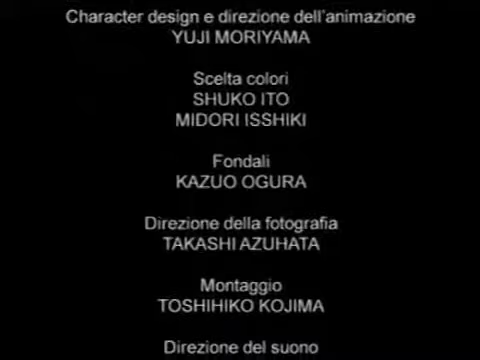 Character design e direzione dell'animazione
YUJI MORIYAMA
Scelta colori
SHUKO ITO
MIDORI ISSHIKI
Fondali
KAZUO OGURA
Direzione della fotografia
TAKASHI AZUHATA
Montaggio
TOSHIHIKO KOJIMA
Direzione del suono